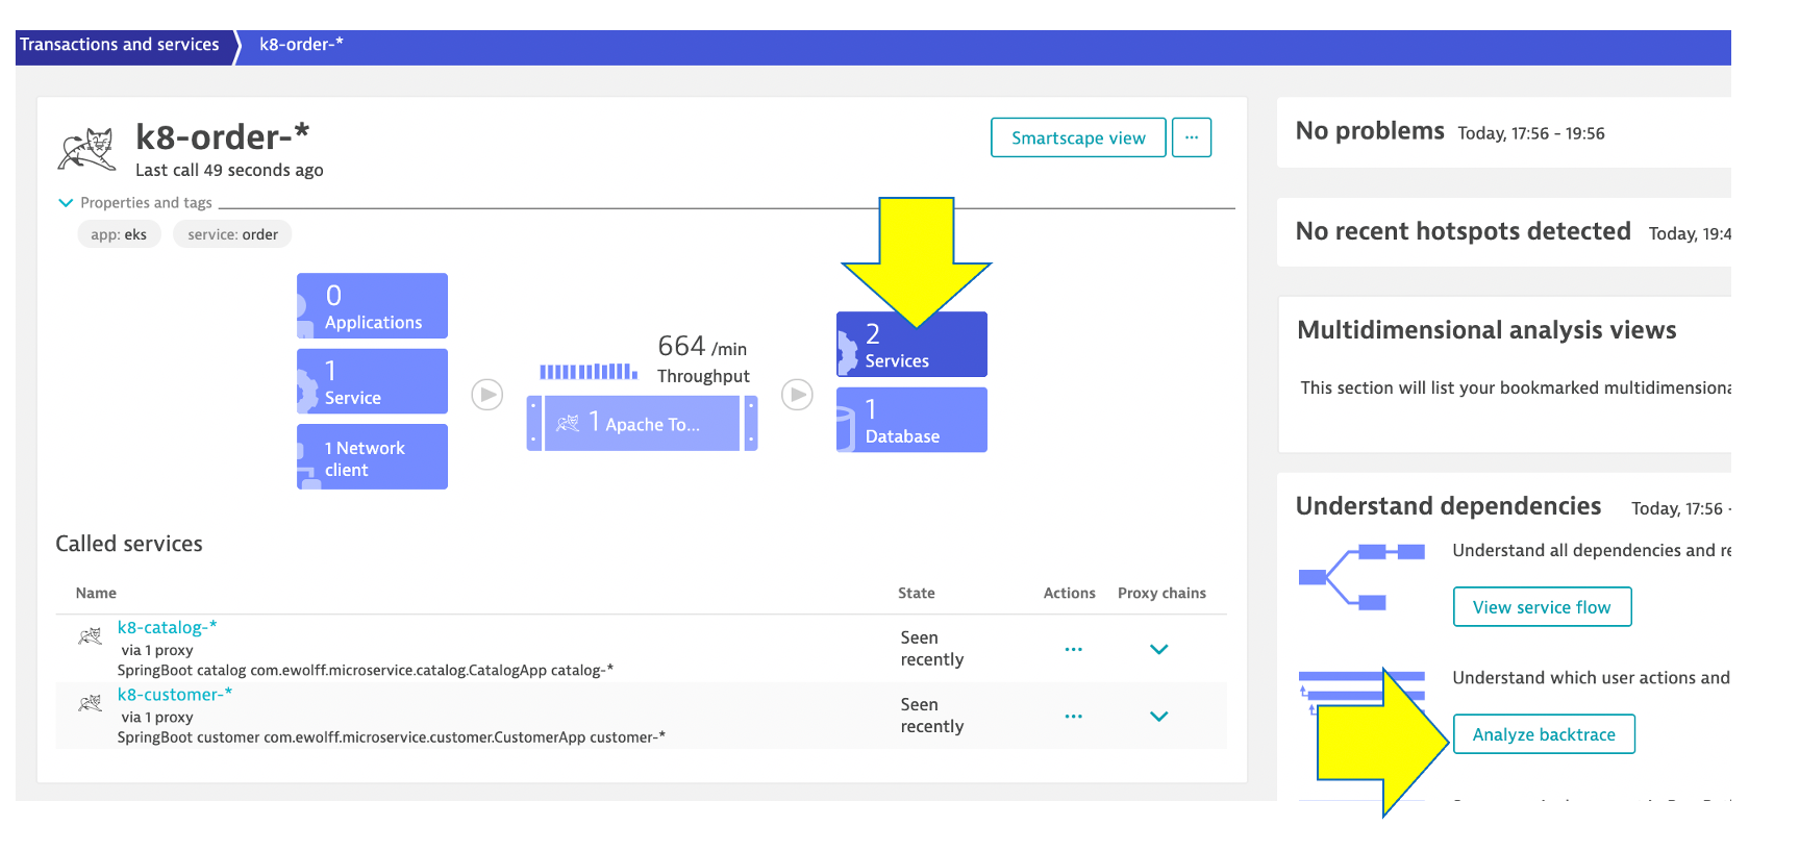 Transactions and services
k8-order-*
k8-order-*
Last call 49 seconds ago
Smartscape view
...
Properties and tags
app: eks
service: order
0
Applications
1
Service
1 Network
client
664 /min
Throughput
1 Apache To...
2
Services
1
Database
Called services
Name
State
Actions
Proxy chains
k8-catalog-*
via 1 proxy
SpringBoot catalog com.ewolff.microservice.catalog.CatalogApp catalog-*
Seen
recently
...
k8-customer-*
via 1 proxy
SpringBoot customer com.ewolff.microservice.customer.CustomerApp customer-*
Seen
recently
...
No problems Today, 17:56 - 19:56
No recent hotspots detected Today, 19:4
Multidimensional analysis views
This section will list your bookmarked multidimensiona
Understand dependencies Today, 17:56 -
Understand all dependencies and re
View service flow
Understand which user actions and
Analyze backtrace